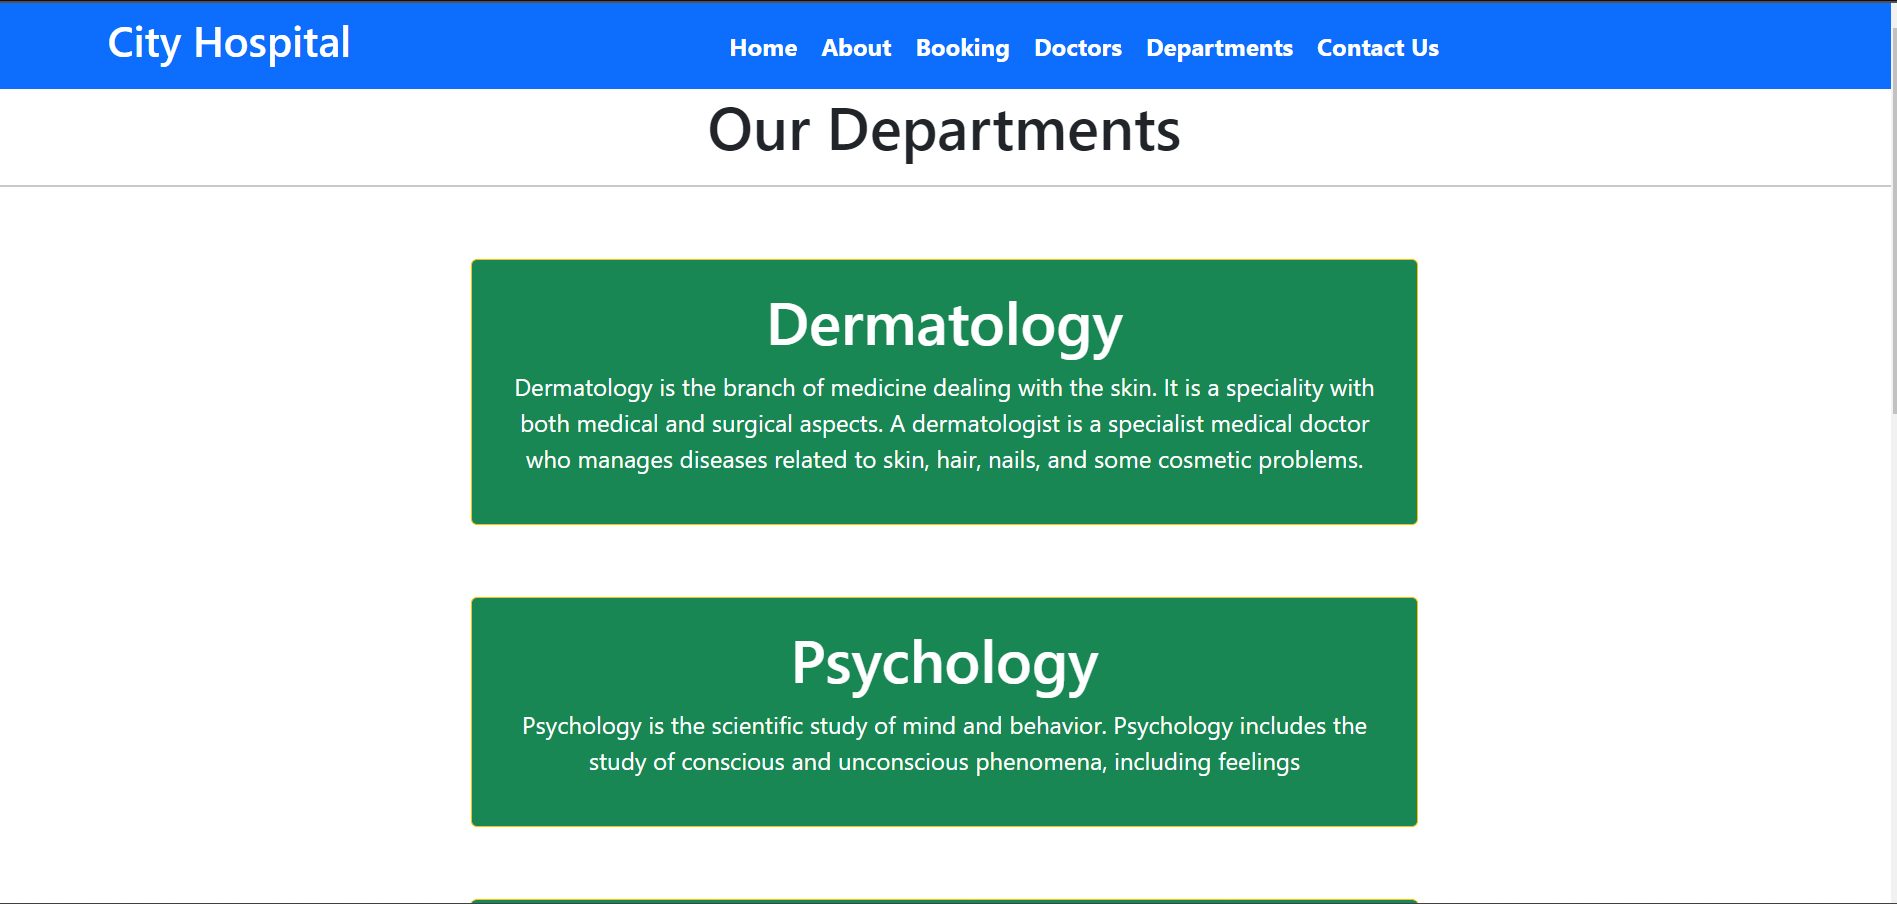 City Hospital
Home About Booking Doctors Departments Contact Us
Our Departments
Dermatology
Dermatology is the branch of medicine dealing with the skin. It is a speciality with
both medical and surgical aspects. A dermatologist is a specialist medical doctor
who manages diseases related to skin, hair, nails, and some cosmetic problems.
Psychology
Psychology is the scientific study of mind and behavior. Psychology includes the
study of conscious and unconscious phenomena, including feelings